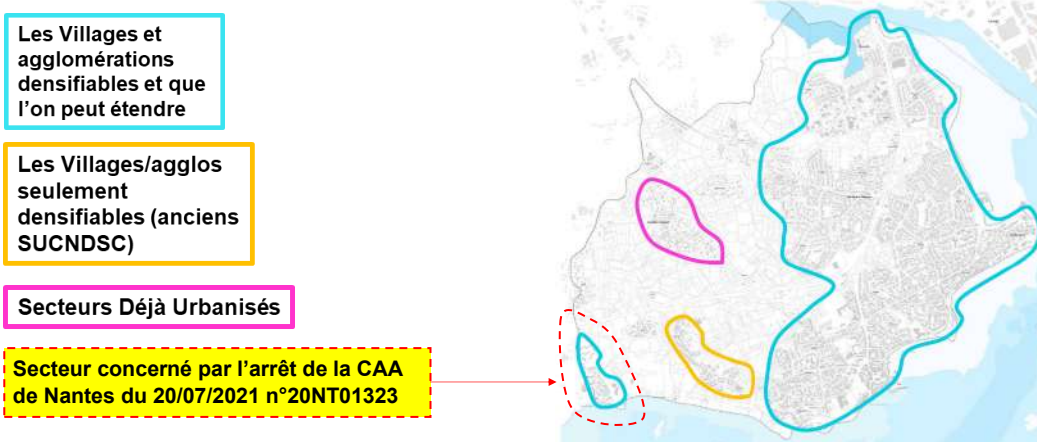 Les Villages et
agglomérations
densifiables et que
l'on peut étendre
Les Villages/agglos
seulement
densifiables (anciens
SUCNDSC)
Secteurs Déjà Urbanisés
Secteur concerné par l'arrêt de la CAA
de Nantes du 20/07/2021 n°20NT01323